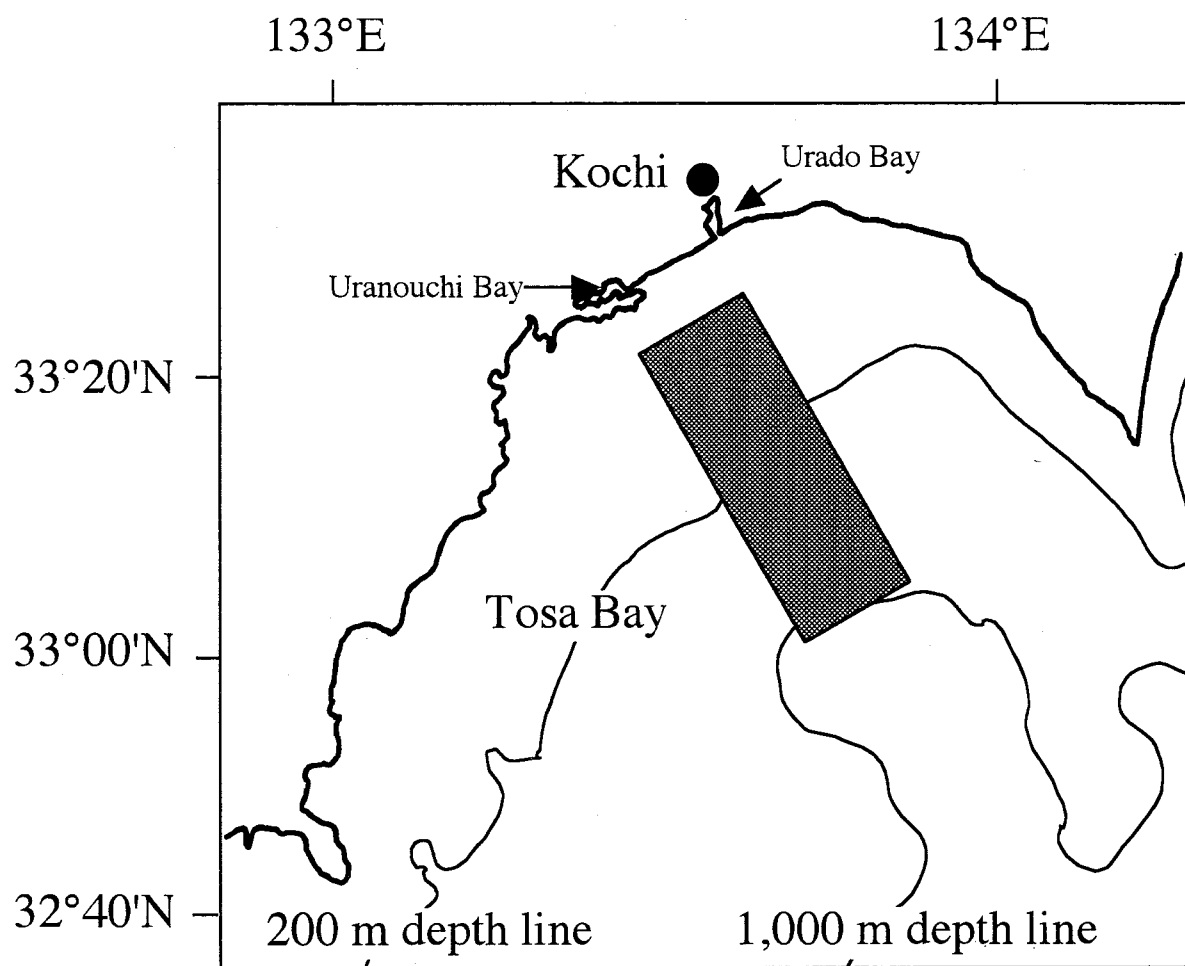 133°E
134°E
Urado Bay
Kochi
Uranouchi Bay
33°20'N
Tosa Bay
33°00'N
32°40'N
200 m depth line
1,000 m depth line